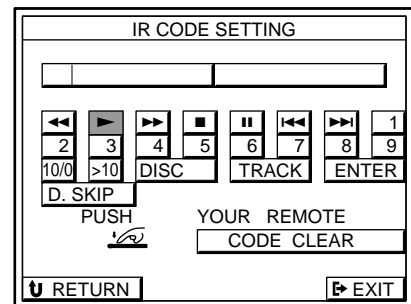 IR CODE SETTING
1
2 3 4 5 6 7 8 9
10/0 >10 DISC TRACK ENTER
D. SKIP
PUSH YOUR REMOTE
CODE CLEAR
RETURN EXIT